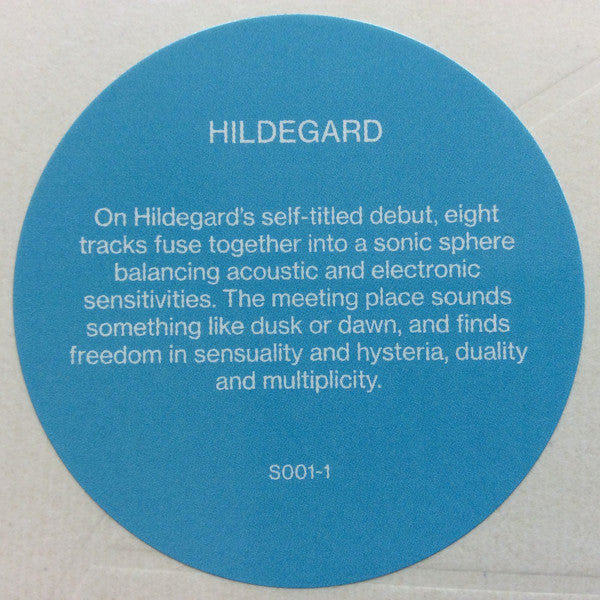 HILDEGARD
On Hildegard's self-titled debut, eight
tracks fuse together into a sonic sphere
balancing acoustic and electronic
sensitivities. The meeting place sounds
something like dusk or dawn, and finds
freedom in sensuality and hysteria, duality
and multiplicity.
S001-1